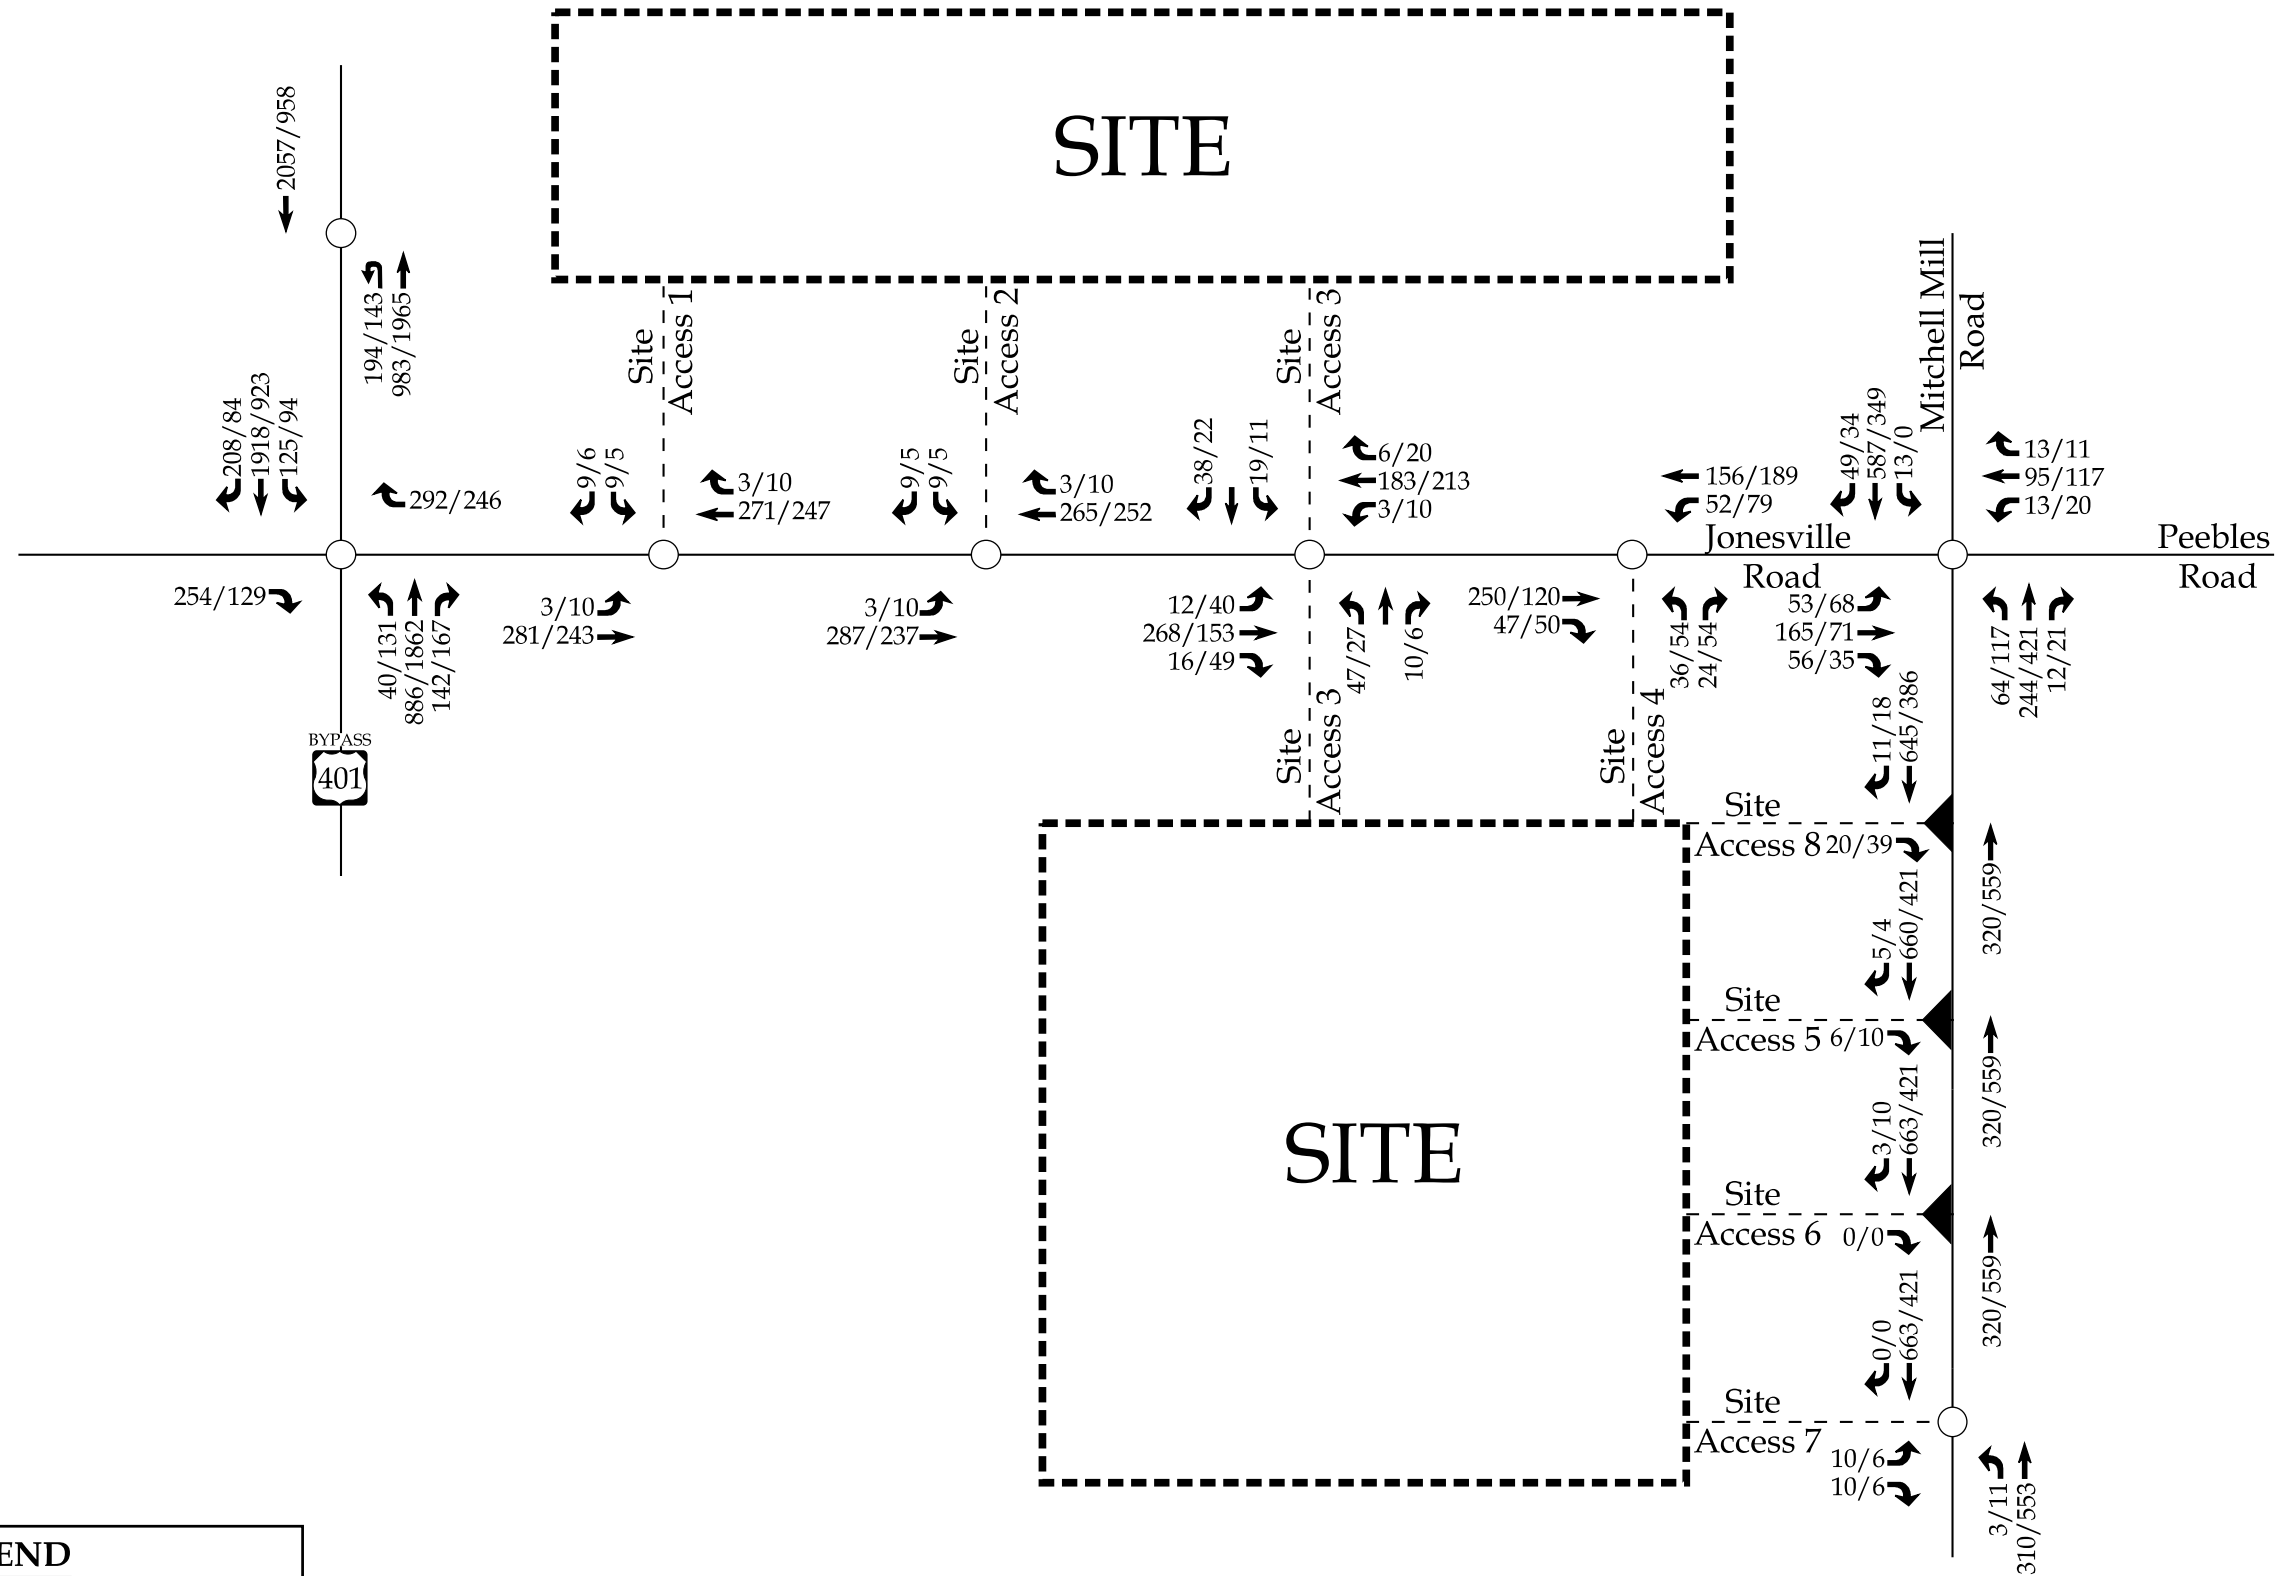 SITE
2057/958
194/143
983/1965
Site
Access 1
Site
Access 2
Site
Access 3
Mitchell Mill
Road
208/84
1918/923
125/94
292/246
9/6
9/5
3/10
271/247
9/5
9/5
3/10
265/252
38/22
19/11
6/20
183/213
3/10
156/189
52/79
49/34
587/349
13/0
13/11
95/117
13/20
Jonesville
Road
Peebles
Road
254/129
40/131
886/1862
142/167
3/10
281/243
3/10
287/237
12/40
268/153
16/49
47/27
10/6
250/120
47/50
36/54
24/54
53/68
165/71
56/35
64/117
244/421
12/21
BYPASS
401
Site
Access 3
Site
Access 4
11/18
645/386
Site
Access 8
20/39
320/559
5/4
660/421
Site
Access 5
6/10
320/559
3/10
663/421
SITE
Site
Access 6
0/0
320/559
0/0
663/421
Site
Access 7
10/6
10/6
3/11
310/553
END